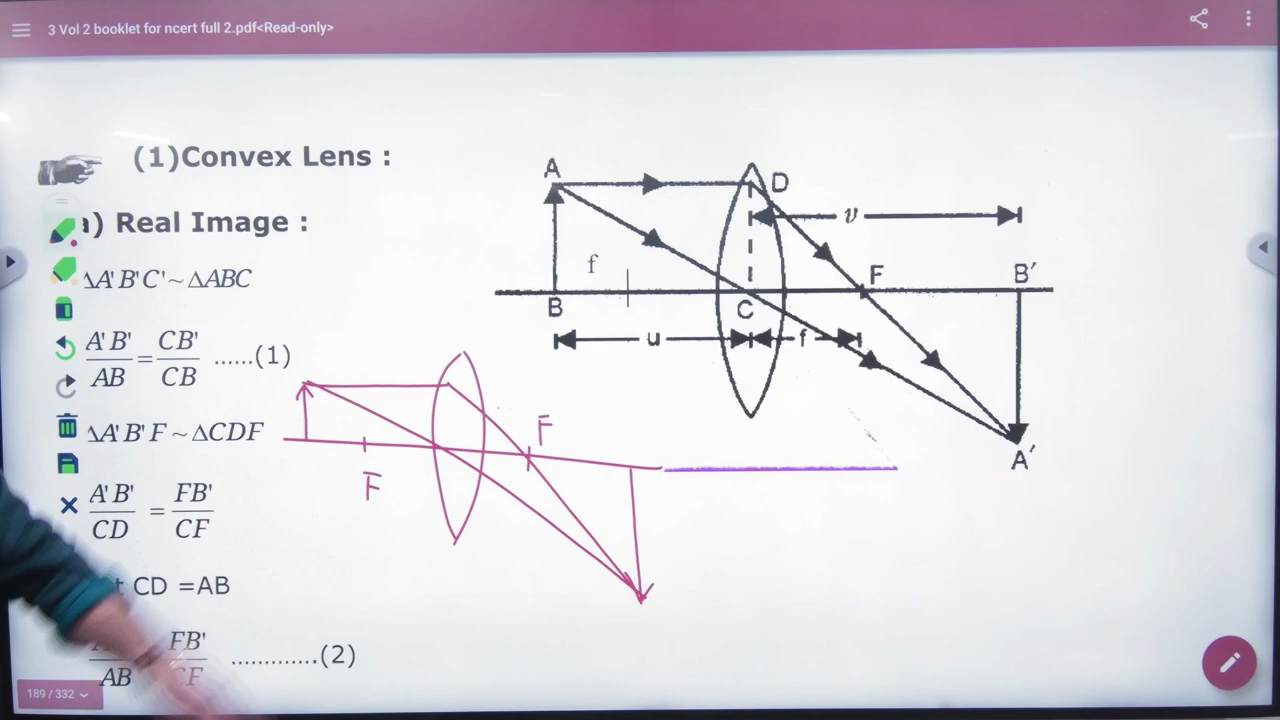 3 Vol 2 booklet for ncert full 2.pdf<Read-only>
(1)Convex Lens :
) Real Image :
ΔA'B'C'~ΔABC
A'B'/AB = CB'/CB ......(1)
ΔA'B'F~ΔCDF
A'B'/CD = FB'/CF
CD =AB
AB FB'/CF .............(2)
189 / 332
A
D
v
f
F
B'
B
C
u
f
A'
F
F